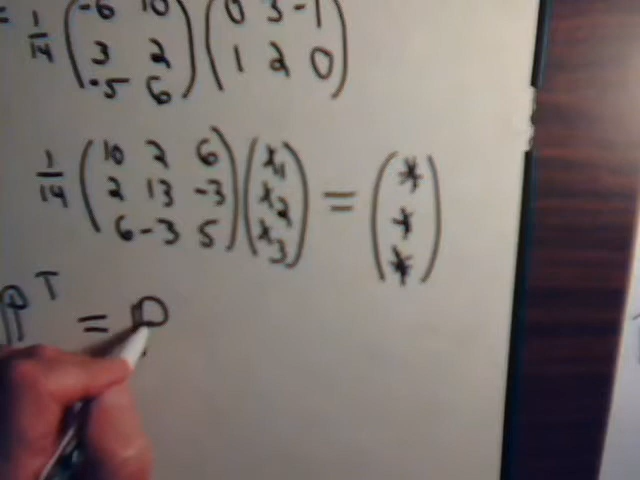 = 1/14 (-6 10 (0 3 -1
3 2 1 2 0)
-5 6)
1/14 (10 2 6 (x1 (*
2 13 -3 x2 = *
6 -3 5) x3) *)
P^T = P